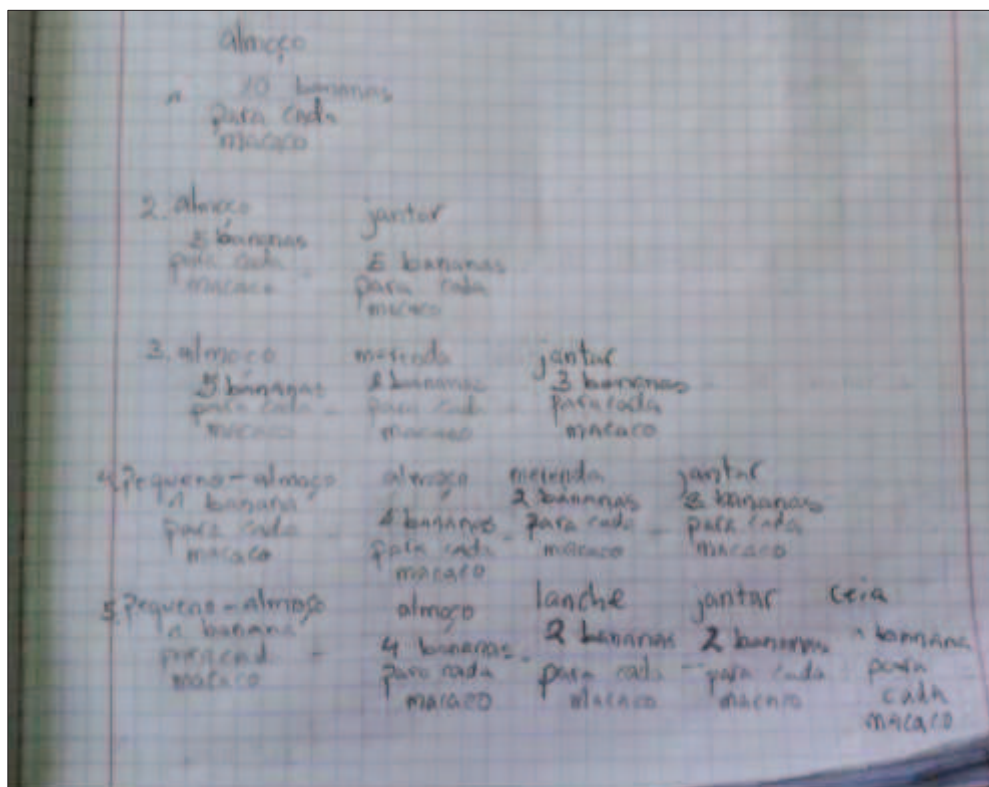 almoço
10 bananas
para cada
macaco
2. almoço jantar
5 bananas
para cada
macaco
5 bananas
para cada
macaco
3. almoço merenda jantar
5 bananas
para cada
macaco
2 bananas
para cada
macaco
3 bananas
para cada
macaco
4. Pequeno-almoço almoço merenda jantar
1 banana
para cada
macaco
4 bananas
para cada
macaco
2 bananas
para cada
macaco
3 bananas
para cada
macaco
5. Pequeno-almoço almoço lanche jantar ceia
1 banana
macaco
4 bananas
para cada
macaco
2 bananas
para cada
macaco
2 bananas
para cada
macaco
1 banana
para
cada
macaco